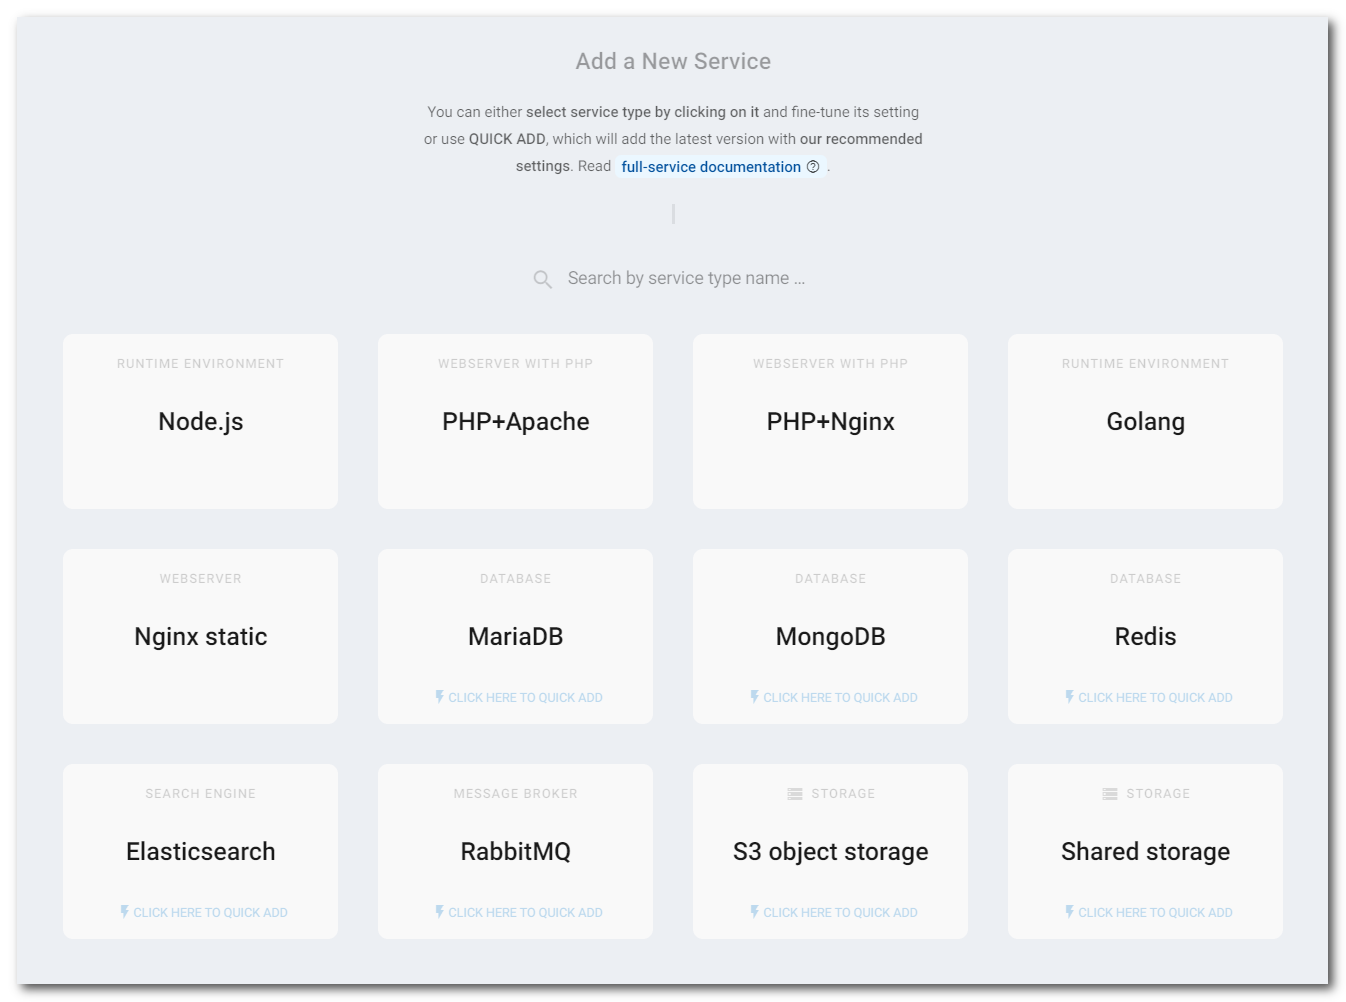 Add a New Service
You can either select service type by clicking on it and fine-tune its setting
or use QUICK ADD, which will add the latest version with our recommended
settings. Read full-service documentation ? .
Search by service type name ...
RUNTIME ENVIRONMENT
Node.js
WEBSERVER WITH PHP
PHP+Apache
WEBSERVER WITH PHP
PHP+Nginx
RUNTIME ENVIRONMENT
Golang
WEBSERVER
Nginx static
DATABASE
MariaDB
CLICK HERE TO QUICK ADD
DATABASE
MongoDB
CLICK HERE TO QUICK ADD
DATABASE
Redis
CLICK HERE TO QUICK ADD
SEARCH ENGINE
Elasticsearch
CLICK HERE TO QUICK ADD
MESSAGE BROKER
RabbitMQ
CLICK HERE TO QUICK ADD
STORAGE
S3 object storage
CLICK HERE TO QUICK ADD
STORAGE
Shared storage
CLICK HERE TO QUICK ADD